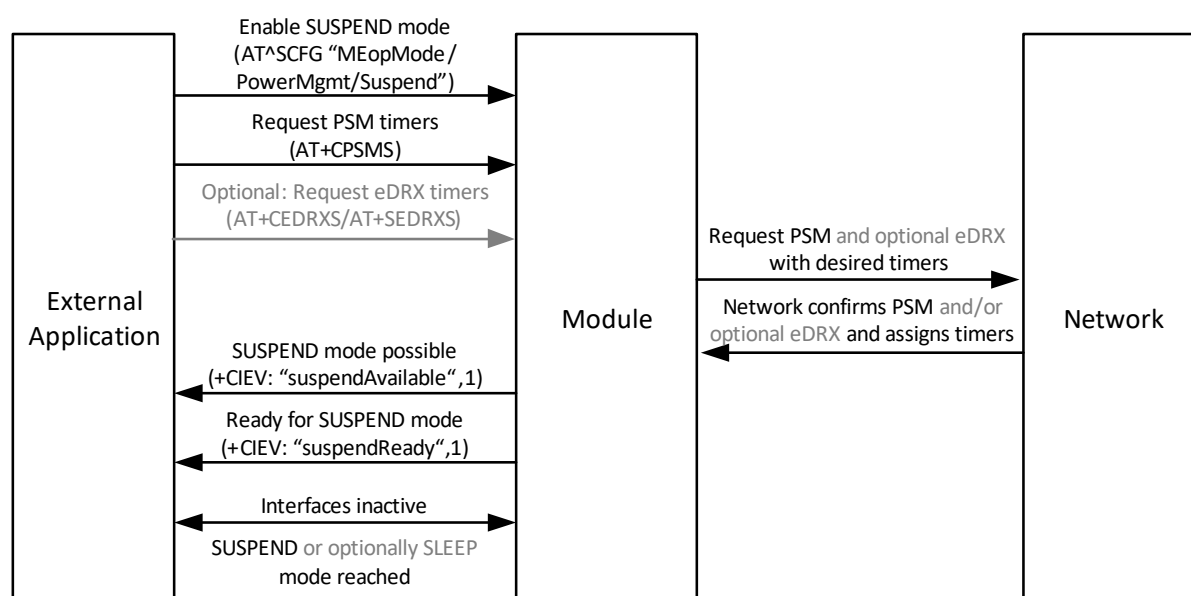 Enable SUSPEND mode
(AT^SCFG “MEopMode/
PowerMgmt/Suspend”)
Request PSM timers
(AT+CPSMS)
Optional: Request eDRX timers
(AT+CEDRXS/AT+SEDRXS)
Request PSM and optional eDRX
with desired timers
Network confirms PSM and/or
optional eDRX and assigns timers
External
Application
Module
Network
SUSPEND mode possible
(+CIEV: “suspendAvailable“,1)
Ready for SUSPEND mode
(+CIEV: “suspendReady“,1)
Interfaces inactive
SUSPEND or optionally SLEEP
mode reached